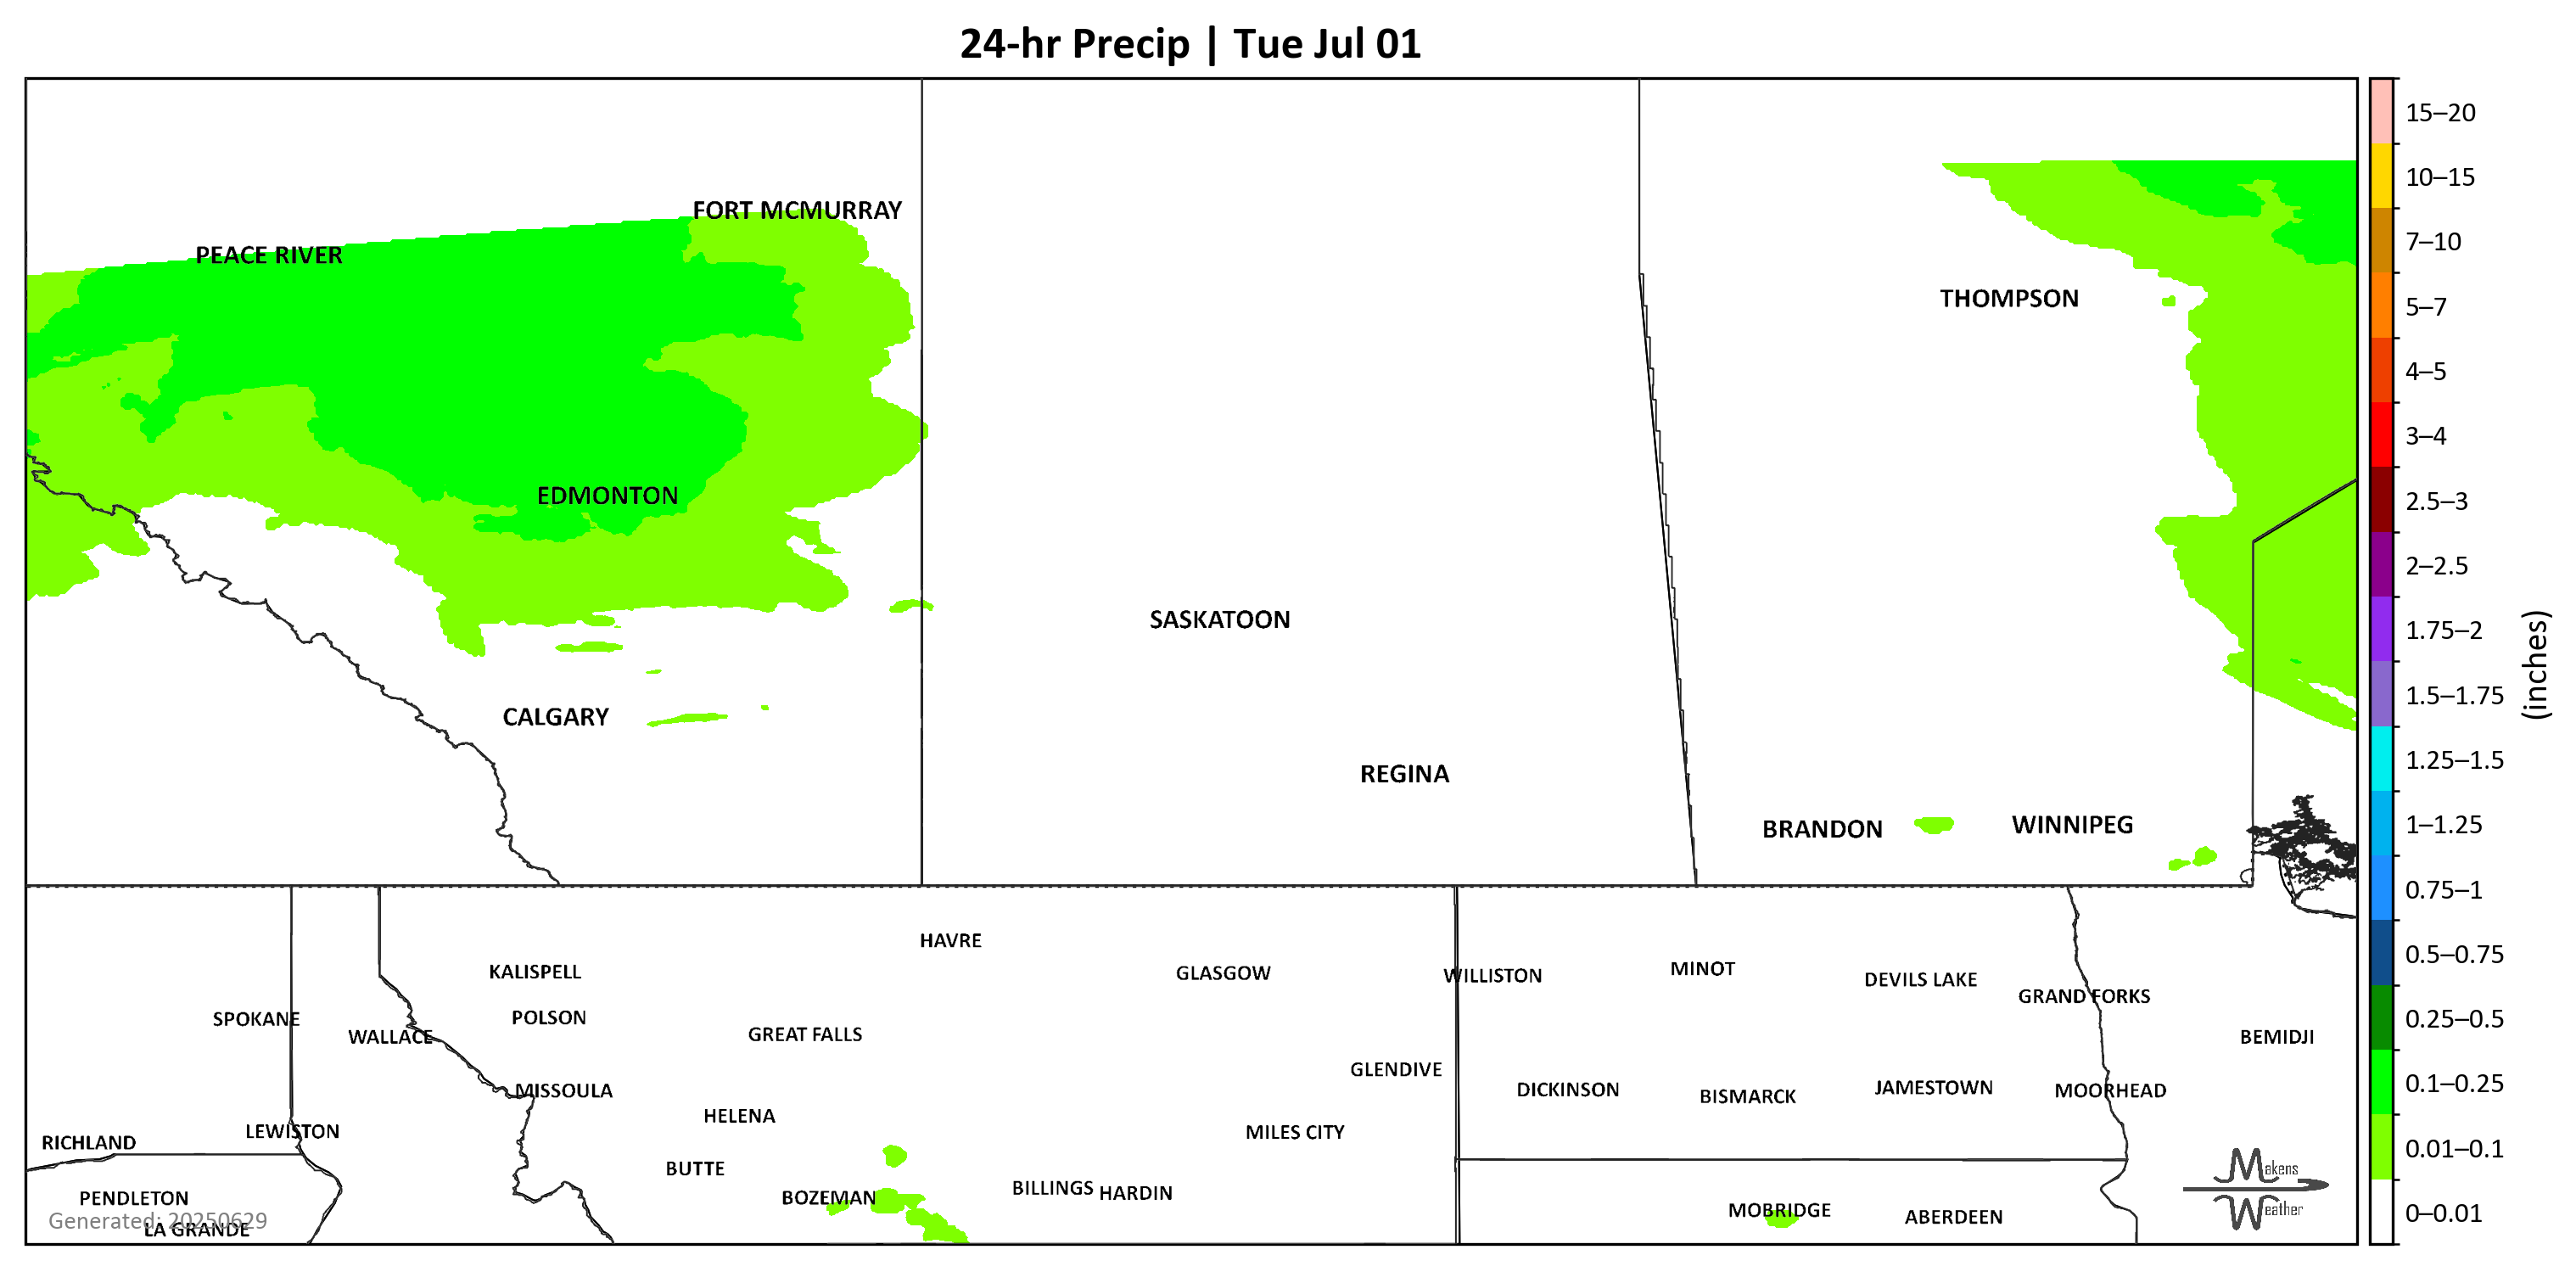 24-hr Precip | Tue Jul 01
FORT MCMURRAY
PEACE RIVER
THOMPSON
EDMONTON
SASKATOON
CALGARY
REGINA
BRANDON
WINNIPEG
HAVRE
KALISPELL
GLASGOW
WILLISTON
MINOT
DEVILS LAKE
GRAND FORKS
SPOKANE
POLSON
WALLACE
GREAT FALLS
BEMIDJI
GLENDIVE
MISSOULA
DICKINSON
BISMARCK
JAMESTOWN
MOORHEAD
HELENA
LEWISTON
MILES CITY
RICHLAND
BUTTE
BILLINGS
HARDIN
PENDLETON
BOZEMAN
MOBRIDGE
ABERDEEN
Generated: 20250629
LA GRANDE
Makens
Weather
15–20
10–15
7–10
5–7
4–5
3–4
2.5–3
2–2.5
1.75–2
1.5–1.75
1.25–1.5
1–1.25
0.75–1
0.5–0.75
0.25–0.5
0.1–0.25
0.01–0.1
0–0.01
(inches)